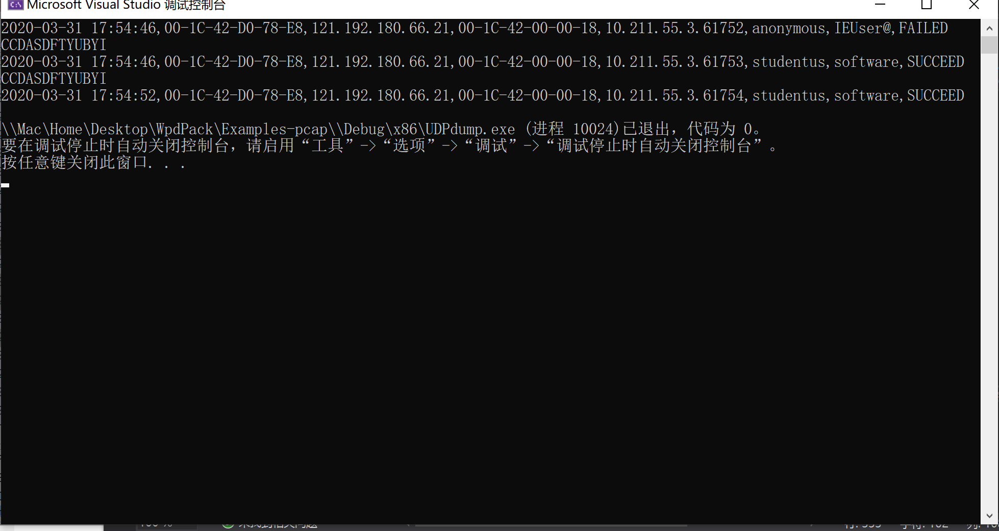 Microsoft Visual Studio 调试控制台
2020-03-31 17:54:46,00-1C-42-D0-78-E8,121.192.180.66.21,00-1C-42-00-00-18,10.211.55.3.61752,anonymous,IEUser@,FAILED
CCDASDFTYUBYI
2020-03-31 17:54:46,00-1C-42-D0-78-E8,121.192.180.66.21,00-1C-42-00-00-18,10.211.55.3.61753,studentus,software,SUCCEED
CCDASDFTYUBYI
2020-03-31 17:54:52,00-1C-42-D0-78-E8,121.192.180.66.21,00-1C-42-00-00-18,10.211.55.3.61754,studentus,software,SUCCEED
\\Mac\Home\Desktop\WpdPack\Examples-pcap\\Debug\x86\UDPdump.exe (进程 10024)已退出，代码为 0。
要在调试停止时自动关闭控制台，请启用“工具”->“选项”->“调试”->“调试停止时自动关闭控制台”。
按任意键关闭此窗口. . .
未找到相关问题